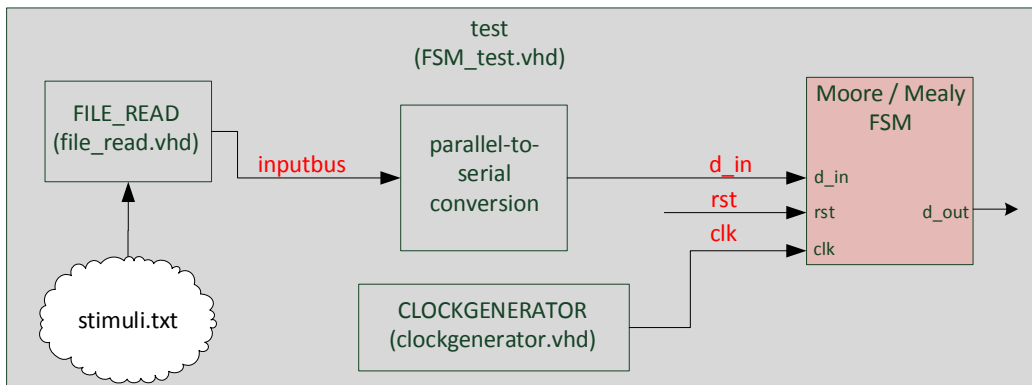 test
(FSM_test.vhd)
FILE_READ
(file_read.vhd)
inputbus
parallel-to-
serial
conversion
d_in
rst
clk
Moore / Mealy
FSM
d_in
rst
clk
d_out
stimuli.txt
CLOCKGENERATOR
(clockgenerator.vhd)